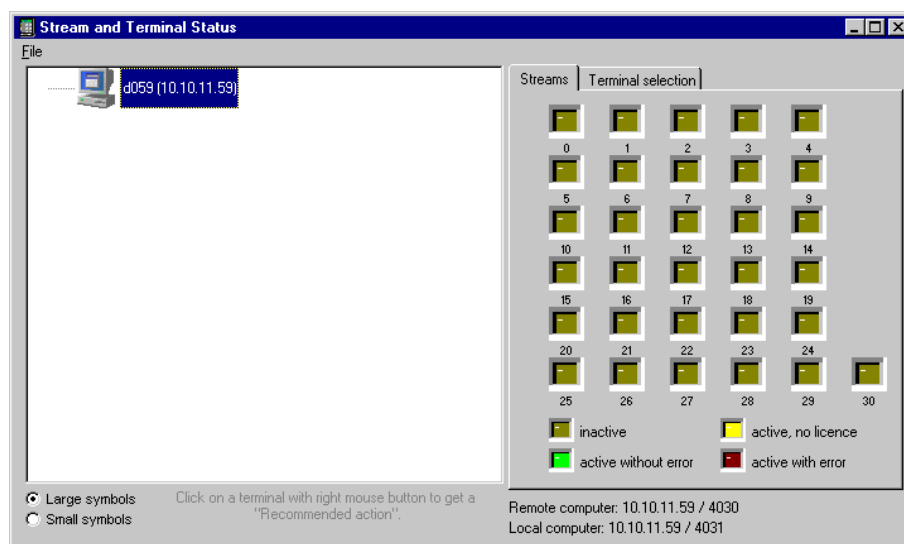 Stream and Terminal Status
File
d059 (10.10.11.59)
Streams Terminal selection
0 1 2 3 4
5 6 7 8 9
10 11 12 13 14
15 16 17 18 19
20 21 22 23 24
25 26 27 28 29 30
inactive active, no licence
active without error active with error
Large symbols
Small symbols
Click on a terminal with right mouse button to get a
"Recommended action".
Remote computer: 10.10.11.59 / 4030
Local computer: 10.10.11.59 / 4031